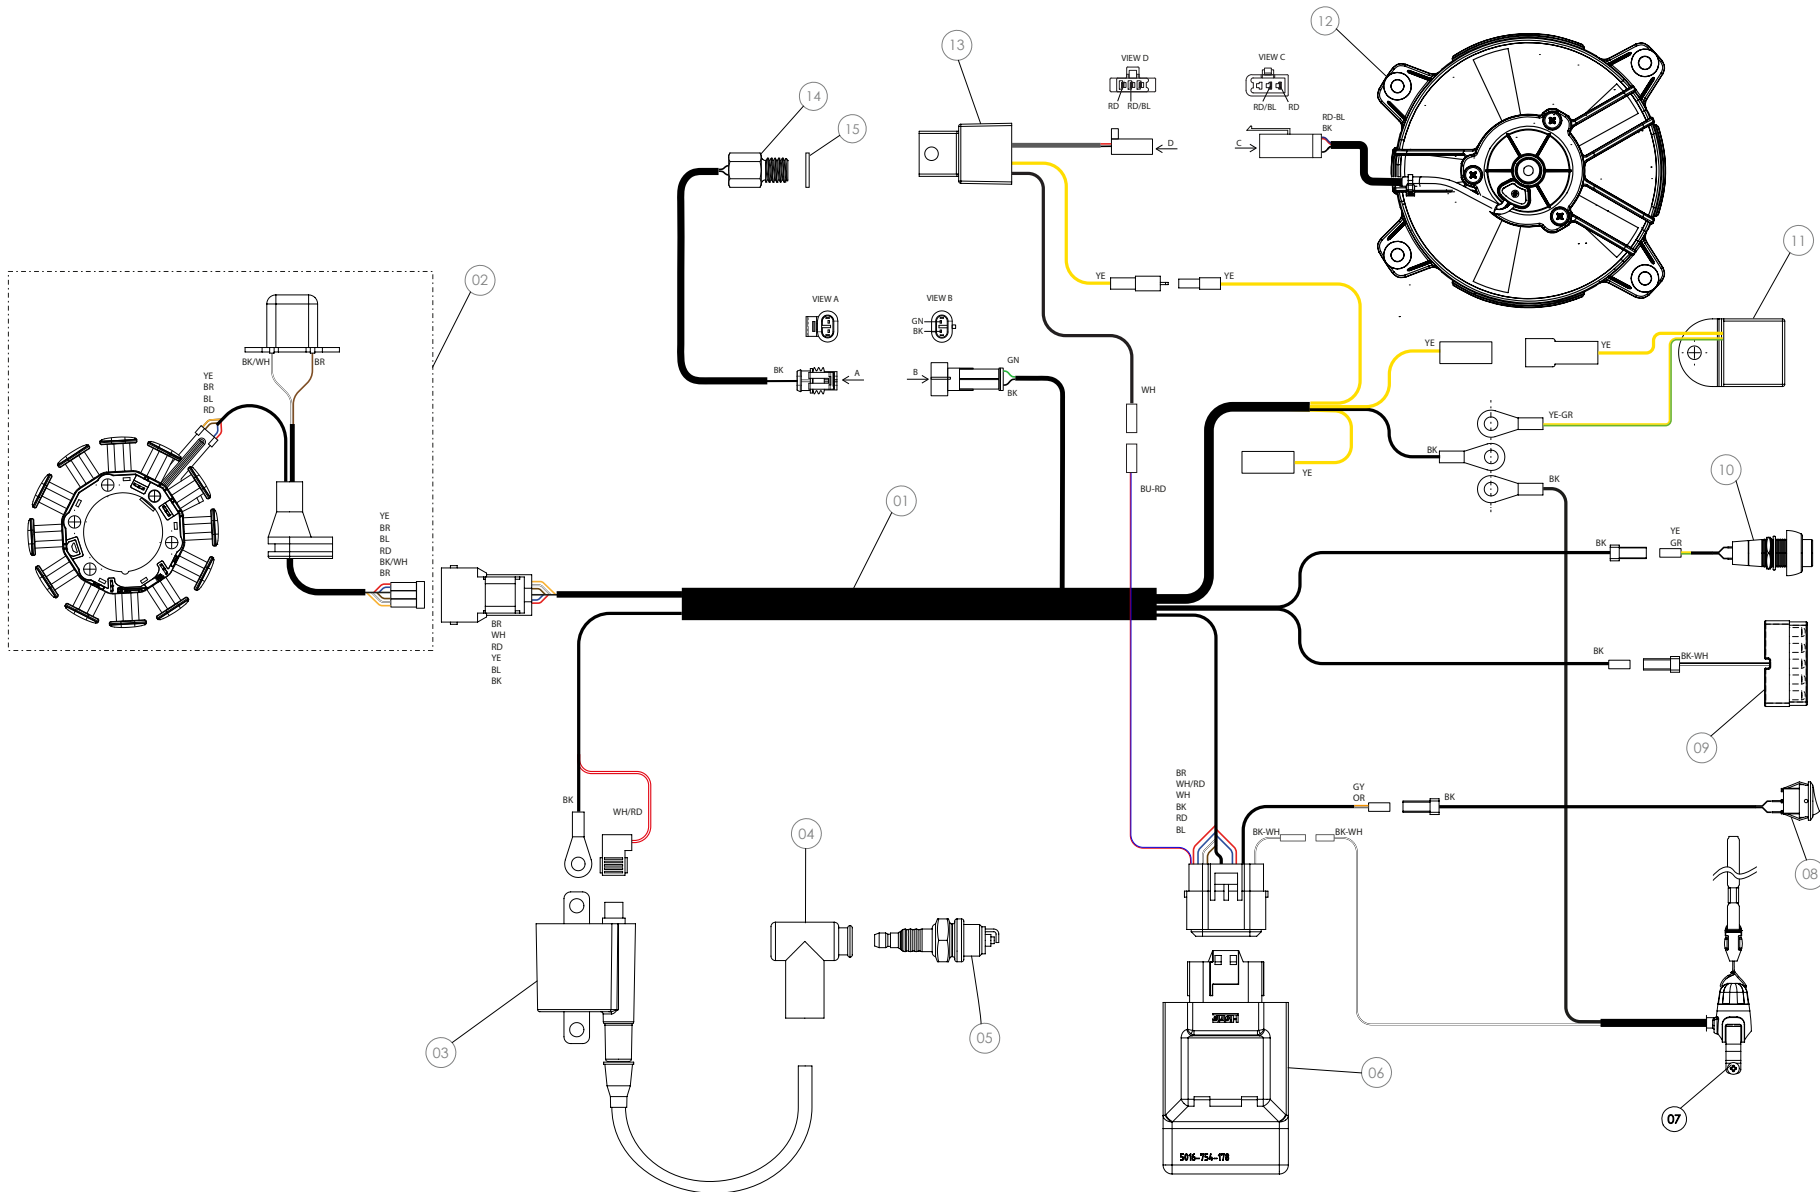 12
13
VIEW D
VIEW C
14
15
RD RD/BL
RD/BL RD
RD-BL
BK
D
C
11
02
YE
YE
VIEW A
VIEW B
GN
BK
YE
YE
BK/WH
BR
YE
BR
BL
RD
BK
A
B
GN
BK
WH
YE-GR
BK
YE
BK
BU-RD
10
01
YE
BR
BL
RD
BK/WH
BR
BK
YE
GR
BR
WH
RD
YE
BL
BK
BK
BK-WH
09
BR
WH/RD
WH
BK
RD
BL
GY
OR
BK
BK
WH/RD
04
BK-WH
BK-WH
08
03
05
06
07
5016-754-178